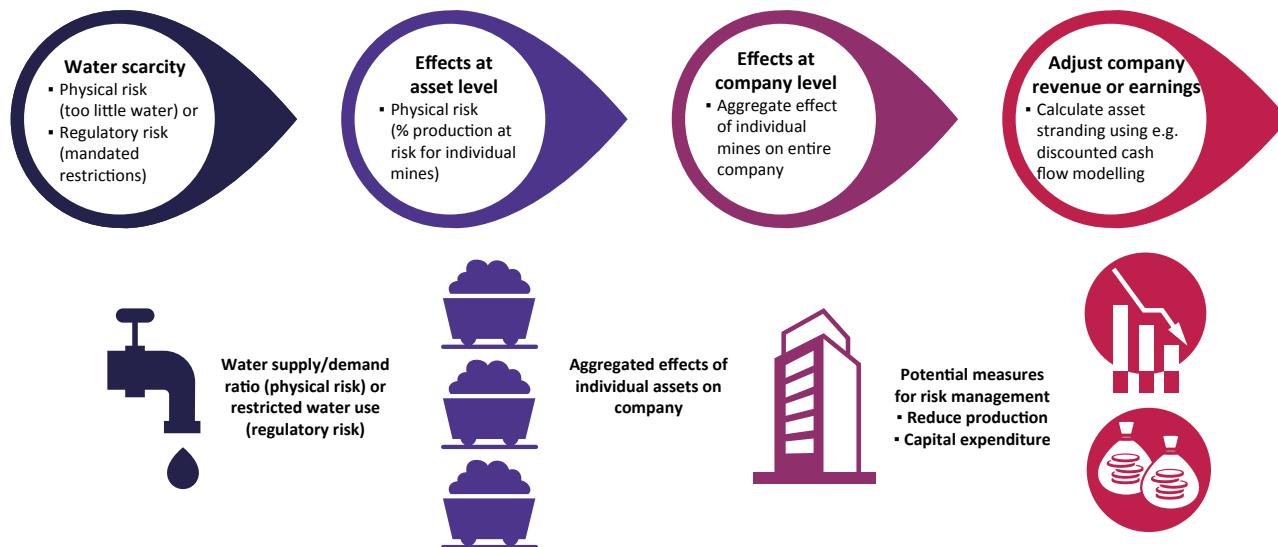 Water scarcity
▪ Physical risk
(too little water) or
▪ Regulatory risk
(mandated
restrictions)
Effects at
asset level
▪ Physical risk
(% production at
risk for individual
mines)
Effects at
company level
▪ Aggregate effect
of individual
mines on entire
company
Adjust company
revenue or earnings
▪ Calculate asset
stranding using e.g.
discounted cash
flow modelling
Water supply/demand
ratio (physical risk) or
restricted water use
(regulatory risk)
Aggregated effects of
individual assets on
company
Potential measures
for risk management
▪ Reduce production
▪ Capital expenditure